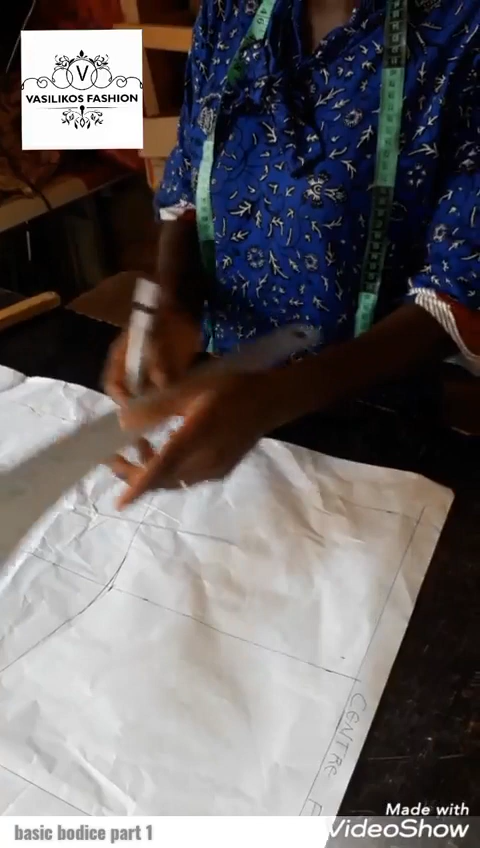 V
VASILIKOS FASHION
CENTRE
F
basic bodice part 1
Made with
VideoShow